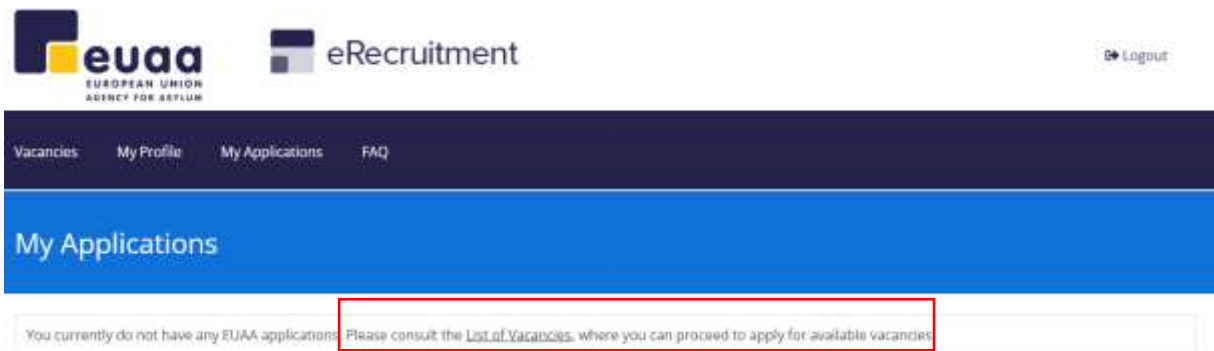 euaa
EUROPEAN UNION
AGENCY FOR ASYLUM
eRecruitment
Logout
Vacancies My Profile My Applications FAQ
My Applications
You currently do not have any EUAA applications. Please consult the List of Vacancies, where you can proceed to apply for available vacancies